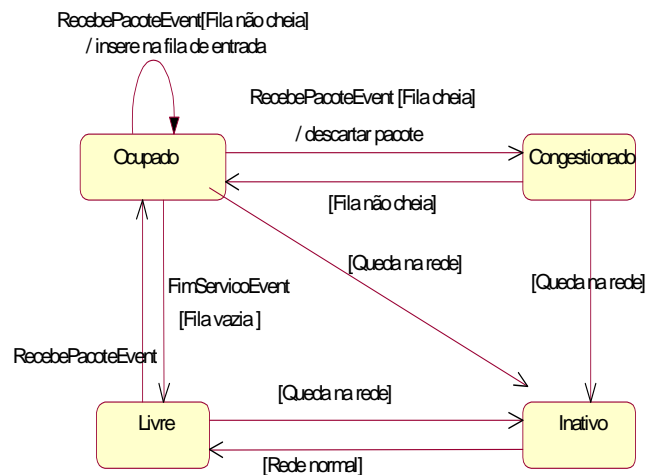 RecebePacoteEvent[Fila não cheia]
/ insere na fila de entrada
RecebePacoteEvent [Fila cheia]
/ descartar pacote
Ocupado
Congestionado
[Fila não cheia]
[Queda na rede]
[Queda na rede]
FimServicoEvent
[Fila vazia ]
RecebePacoteEvent
[Queda na rede]
Livre
Inativo
[Rede normal]